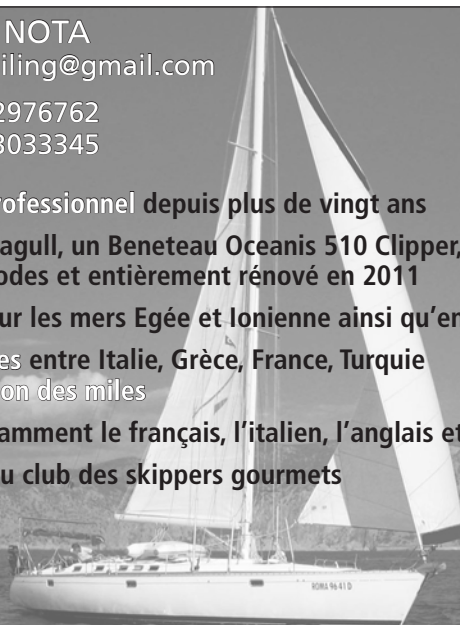 NOTA
iling@gmail.com
2976762
3033345
rofessionnel depuis plus de vingt ans
agull, un Beneteau Oceanis 510 Clipper,
odes et entièrement rénové en 2011
ur les mers Egée et Ionienne ainsi qu'en
es entre Italie, Grèce, France, Turquie
on des miles
amment le français, l'italien, l'anglais et
u club des skippers gourmets
ROMA 9641 D